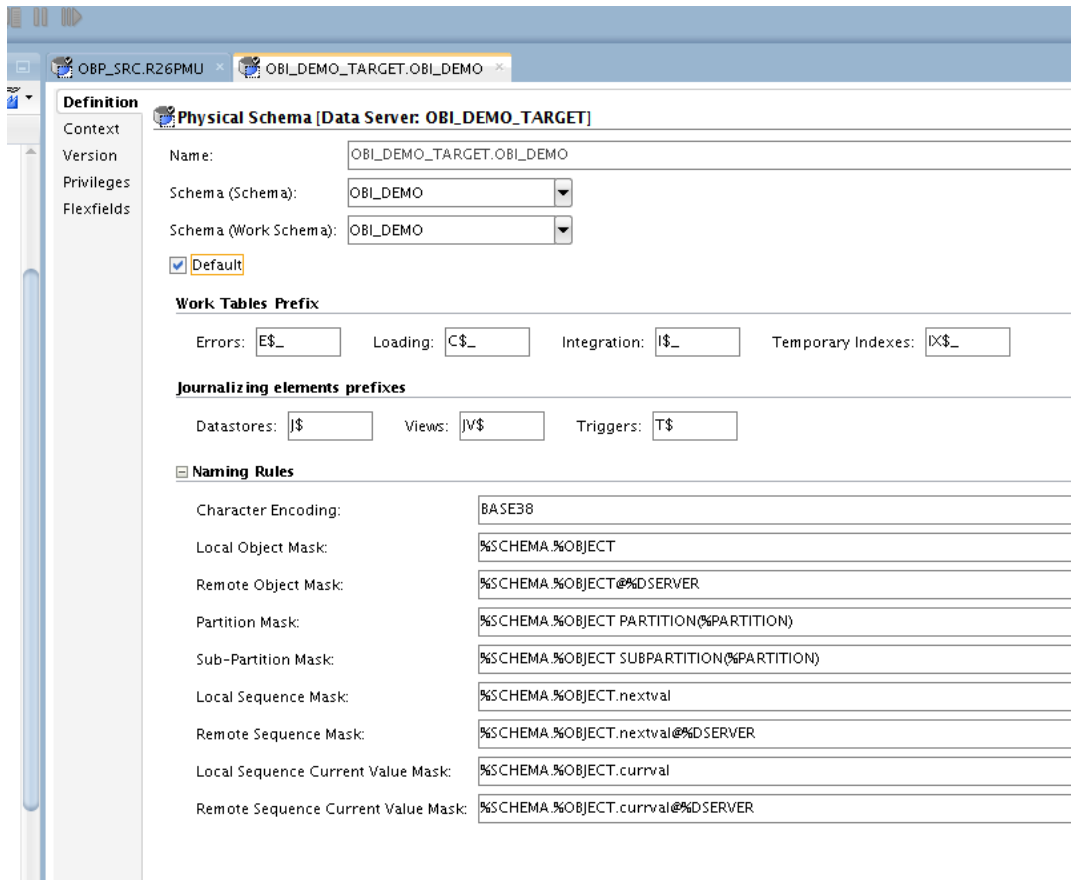 OBP_SRC.R26PMU OBI_DEMO_TARGET.OBI_DEMO
Definition
Context
Version
Privileges
Flexfields
Physical Schema [Data Server: OBI_DEMO_TARGET]
Name: OBI_DEMO_TARGET.OBI_DEMO
Schema (Schema): OBI_DEMO
Schema (Work Schema): OBI_DEMO
Default
Work Tables Prefix
Errors: E$_ Loading: C$_ Integration: I$_ Temporary Indexes: IX$_
Journalizing elements prefixes
Datastores: J$ Views: JV$ Triggers: T$
Naming Rules
Character Encoding: BASE38
Local Object Mask: %SCHEMA.%OBJECT
Remote Object Mask: %SCHEMA.%OBJECT@%DSERVER
Partition Mask: %SCHEMA.%OBJECT PARTITION(%PARTITION)
Sub-Partition Mask: %SCHEMA.%OBJECT SUBPARTITION(%PARTITION)
Local Sequence Mask: %SCHEMA.%OBJECT.nextval
Remote Sequence Mask: %SCHEMA.%OBJECT.nextval@%DSERVER
Local Sequence Current Value Mask: %SCHEMA.%OBJECT.currval
Remote Sequence Current Value Mask: %SCHEMA.%OBJECT.currval@%DSERVER